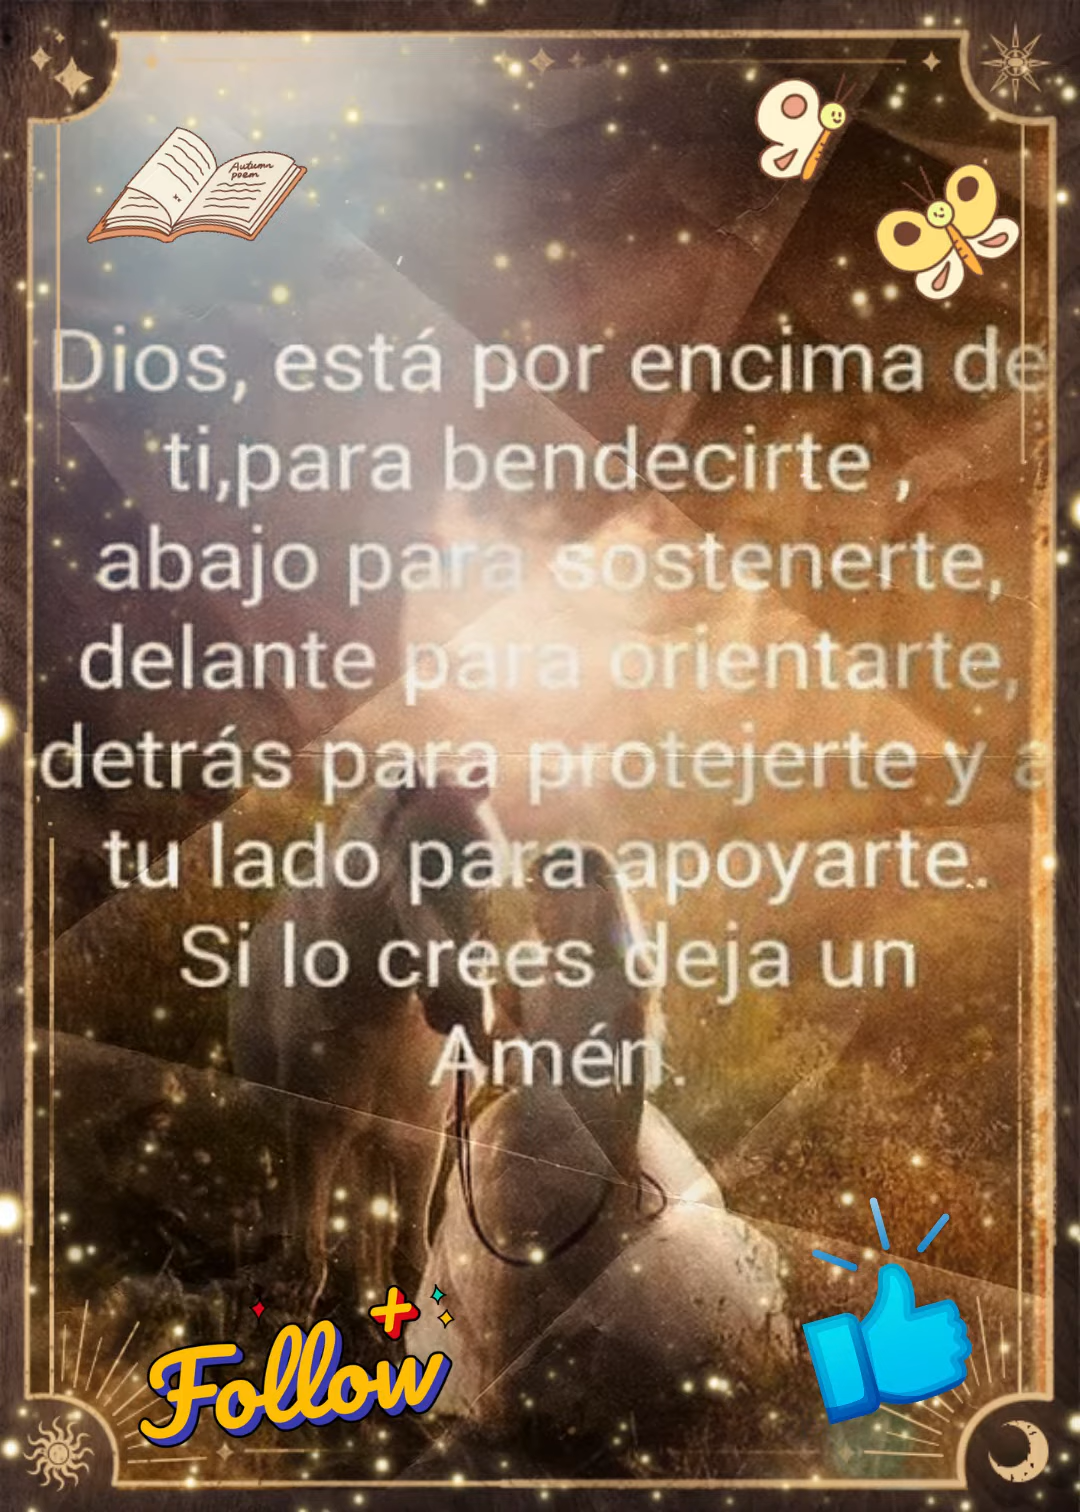 Autumn
poem
Dios, está por encima de
ti,para bendecirte ,
abajo para sostenerte,
delante para orientarte,
detrás para protejerte y a
tu lado para apoyarte.
Si lo crees deja un
Amén.
Follow